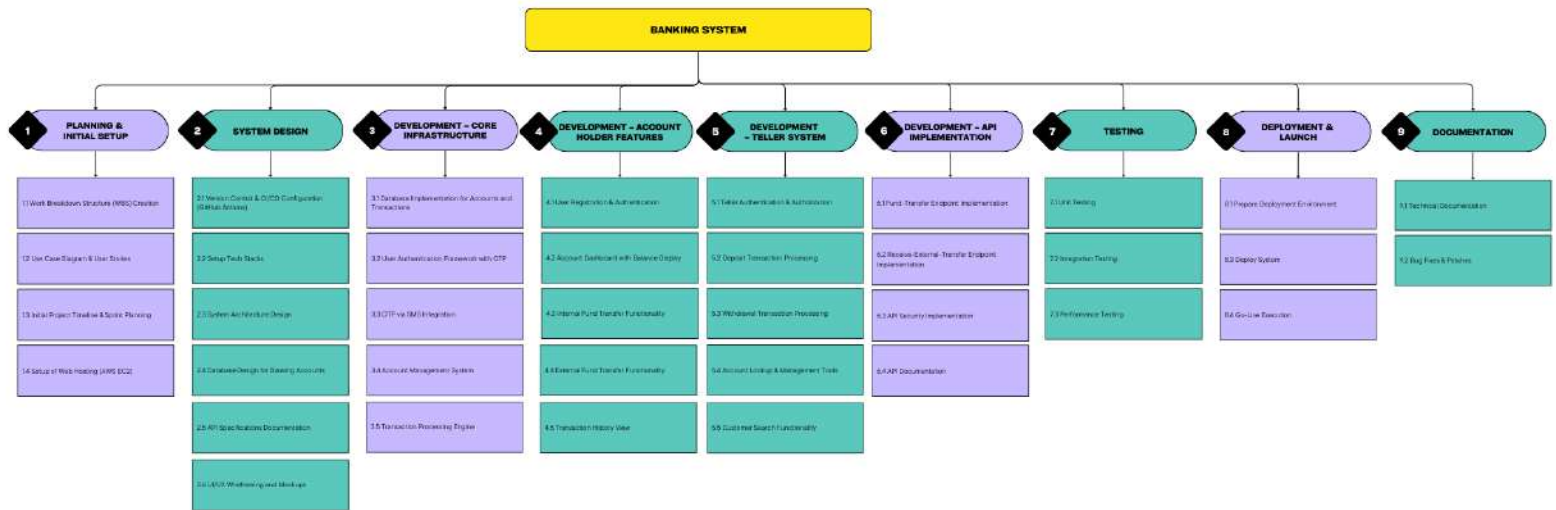 BANKING SYSTEM
1
PLANNING &
INITIAL SETUP
1.1 Work Breakdown Structure (WBS) Creation
1.2 Use Case Diagram & User Stories
1.3 Initial Project Timeline & Sprint Planning
1.4 Setup of Web Hosting (AWS EC2)
2
SYSTEM DESIGN
2.1 Version Control & CI/CD Configuration
(GitHub Actions)
2.2 Setup Tech Stacks
2.3 System Architecture Design
2.4 Database Design for Banking Accounts
2.5 API Specifications Documentation
2.6 UI/UX Wireframing and Mockups
3
DEVELOPMENT – CORE
INFRASTRUCTURE
3.1 Database Implementation for Accounts and
Transactions
3.2 User Authentication Framework with OTP
3.3 OTP via SMS Integration
3.4 Account Management System
3.5 Transaction Processing Engine
4
DEVELOPMENT – ACCOUNT
HOLDER FEATURES
4.1 User Registration & Authentication
4.2 Account Dashboard with Balance Display
4.3 Internal Fund Transfer Functionality
4.4 External Fund Transfer Functionality
4.5 Transaction History View
5
DEVELOPMENT
– TELLER SYSTEM
5.1 Teller Authentication & Authorization
5.2 Deposit Transaction Processing
5.3 Withdrawal Transaction Processing
5.4 Account Lookup & Management Tools
5.5 Customer Search Functionality
6
DEVELOPMENT – API
IMPLEMENTATION
6.1 Fund-Transfer Endpoint Implementation
6.2 Receive-External-Transfer Endpoint
Implementation
6.3 API Security Implementation
6.4 API Documentation
7
TESTING
7.1 Unit Testing
7.2 Integration Testing
7.3 Performance Testing
8
DEPLOYMENT &
LAUNCH
8.1 Prepare Deployment Environment
Deploy System
Go-Live Execution
9
DOCUMENTATION
9.1 Technical Documentation
9.2 Bug Fixes & Patches